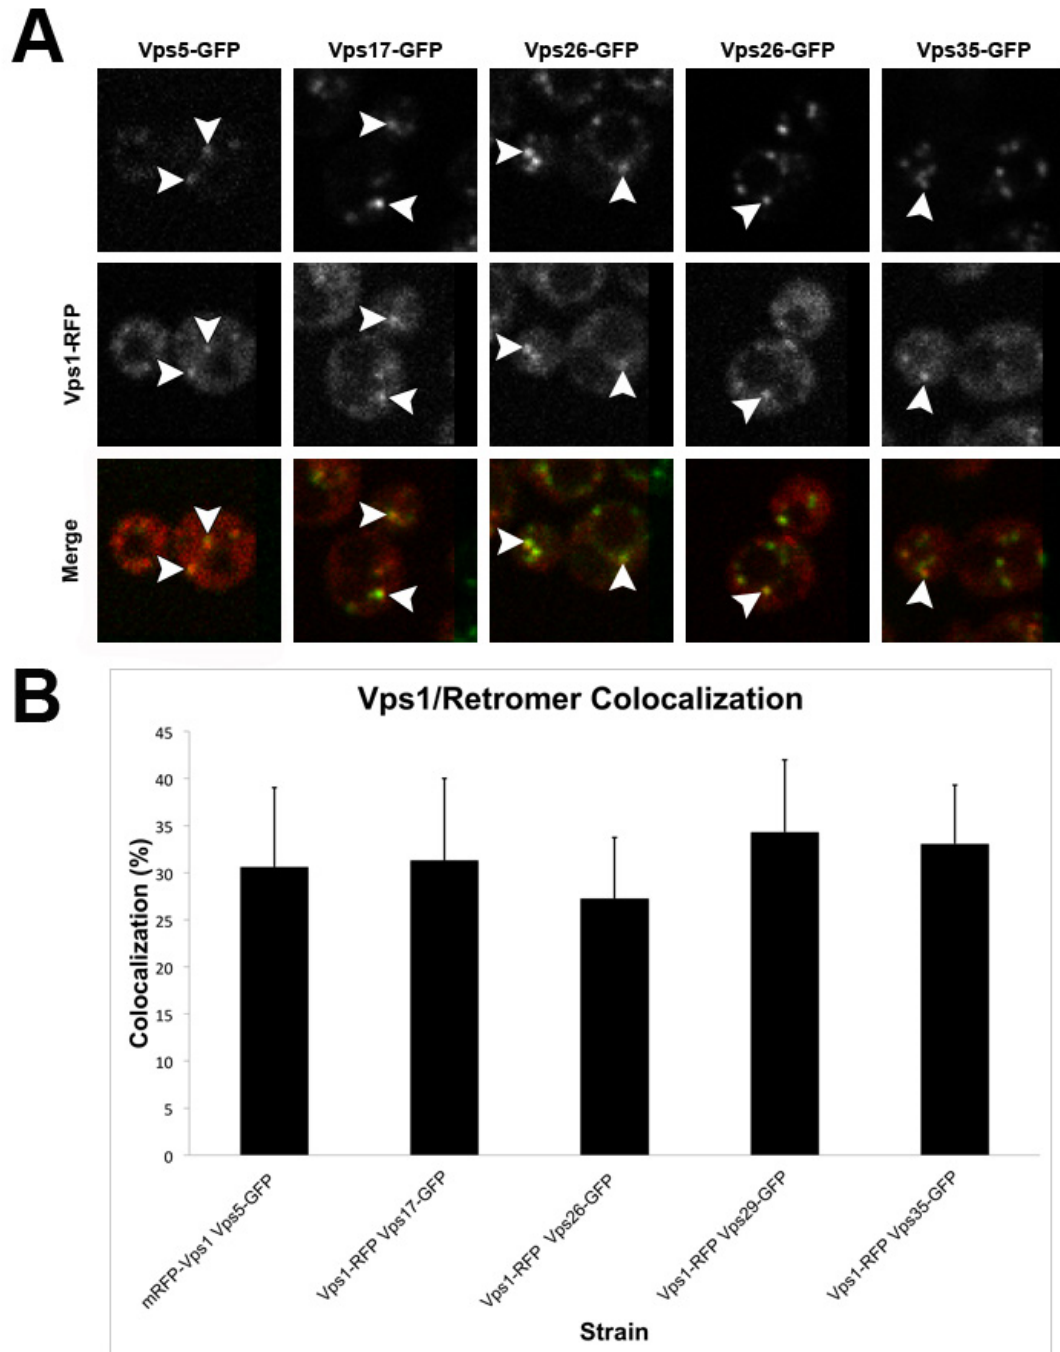 A
Vps5-GFP Vps17-GFP Vps26-GFP Vps26-GFP Vps35-GFP
Vps1-RFP
Merge
B
Vps1/Retromer Colocalization
Colocalization (%)
45
40
35
30
25
20
15
10
5
0
mRFP-Vps1 Vps5-GFP
Vps1-RFP Vps17-GFP
Vps1-RFP Vps26-GFP
Vps1-RFP Vps29-GFP
Vps1-RFP Vps35-GFP
Strain